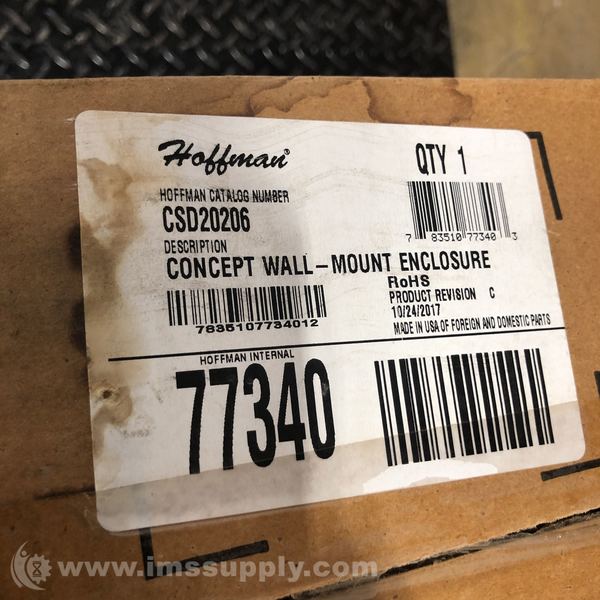 Hoffman®
QTY 1
HOFFMAN CATALOG NUMBER
CSD20206
7 83510 77340 3
DESCRIPTION
CONCEPT WALL-MOUNT ENCLOSURE
RoHS
PRODUCT REVISION C
10/24/2017
7835107734012
MADE IN USA OF FOREIGN AND DOMESTIC PARTS
HOFFMAN INTERNAL
77340
www.imssupply.com